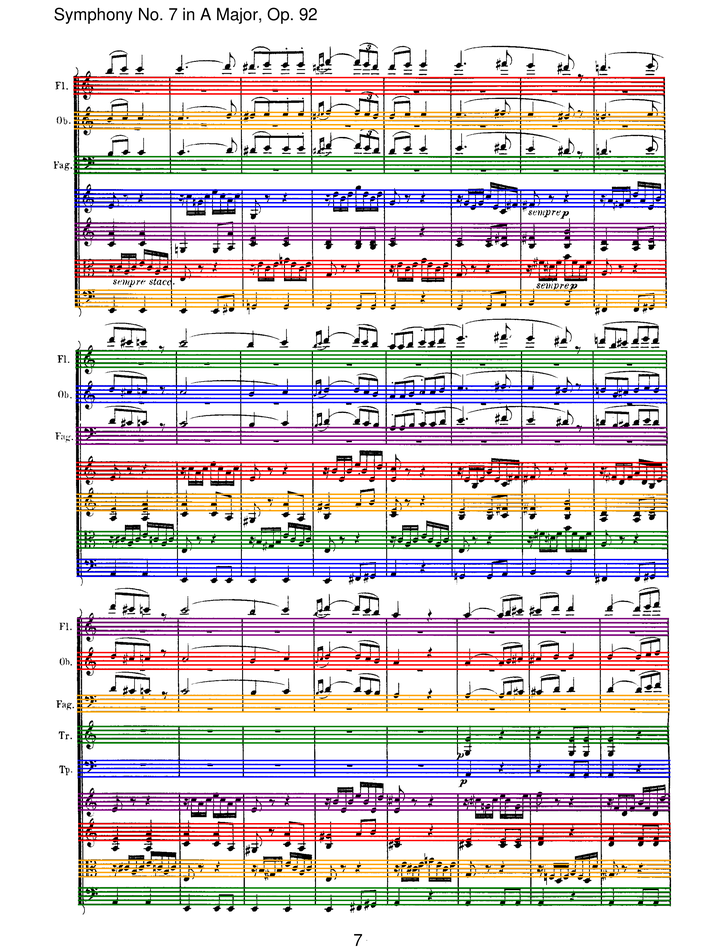 Symphony No. 7 in A Major, Op. 92
Fl.
Ob.
Fag.
sempre p
sempre stacc.
sempre p
Fl.
Ob.
Fag.
Fl.
Ob.
Fag.
Tr.
p
Tp.
p
7